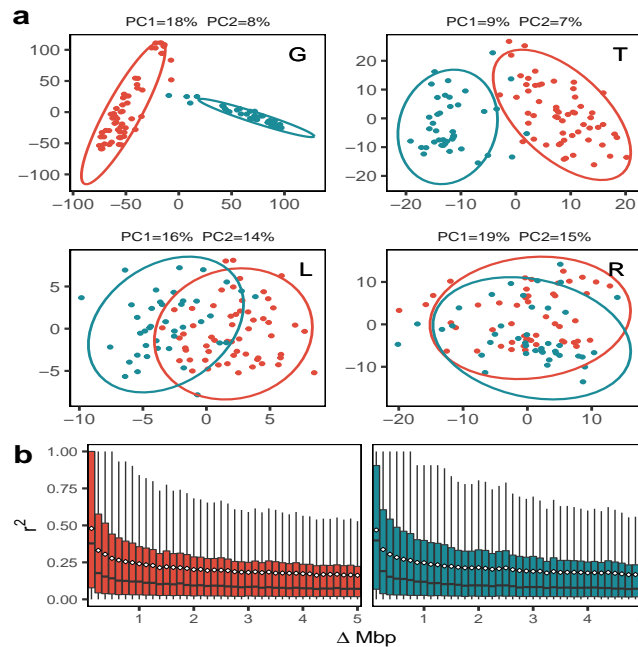 a
PC1=18% PC2=8%
PC1=9% PC2=7%
G
T
100
50
0
−50
−100
−100 −50 0 50 100
20
10
0
−10
−20
−20 −10 0 10 20
PC1=16% PC2=14%
PC1=19% PC2=15%
L
R
5
0
−5
−10 −5 0 5
10
0
−10
−20 −10 0 10
b
r²
1.00
0.75
0.50
0.25
0.00
1 2 3 4 5
1 2 3 4
Δ Mbp